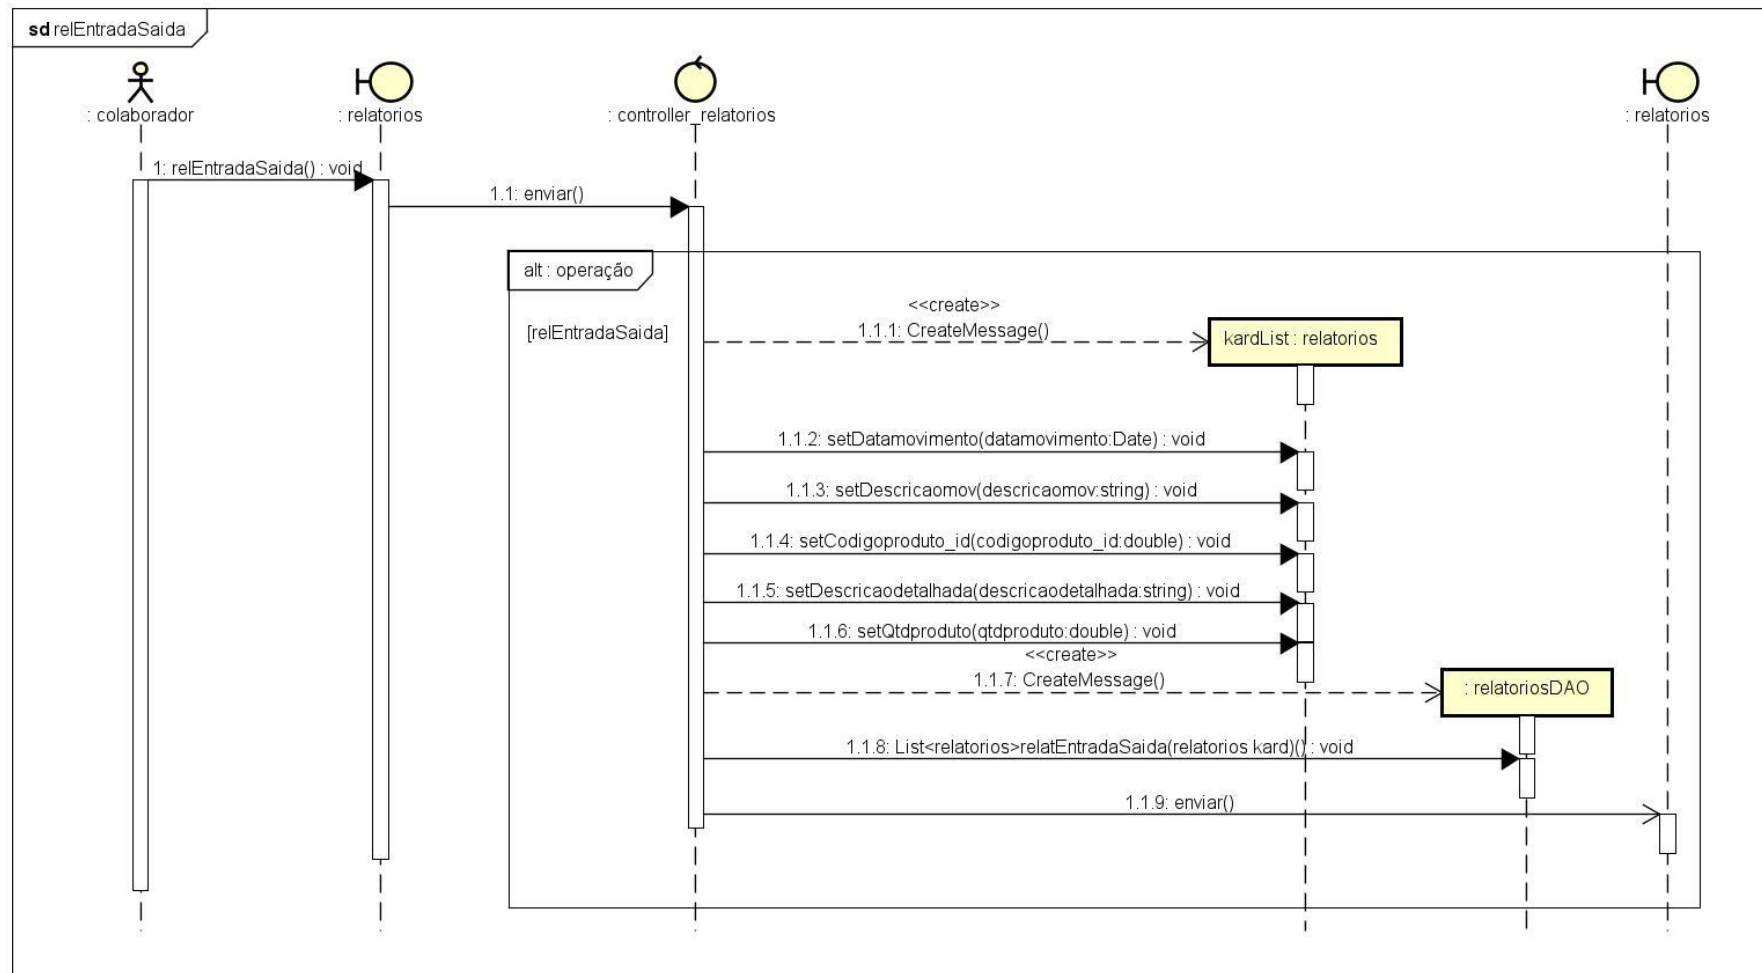 sd relEntradaSaida
: colaborador
: relatorios
: controller_relatorios
: relatorios
1: relEntradaSaida() : void
1.1: enviar()
alt : operação
[relEntradaSaida]
<<create>>
1.1.1: CreateMessage()
kardList : relatorios
1.1.2: setDatamovimento(datamovimento:Date) : void
1.1.3: setDescricaomov(descricaomov:string) : void
1.1.4: setCodigoproduto_id(codigoproduto_id:double) : void
1.1.5: setDescricaodetalhada(descricaodetalhada:string) : void
1.1.6: setQtdproduto(qtdproduto:double) : void
<<create>>
1.1.7: CreateMessage()
: relatoriosDAO
1.1.8: List<relatorios>relatEntradaSaida(relatorios kard)() : void
1.1.9: enviar()